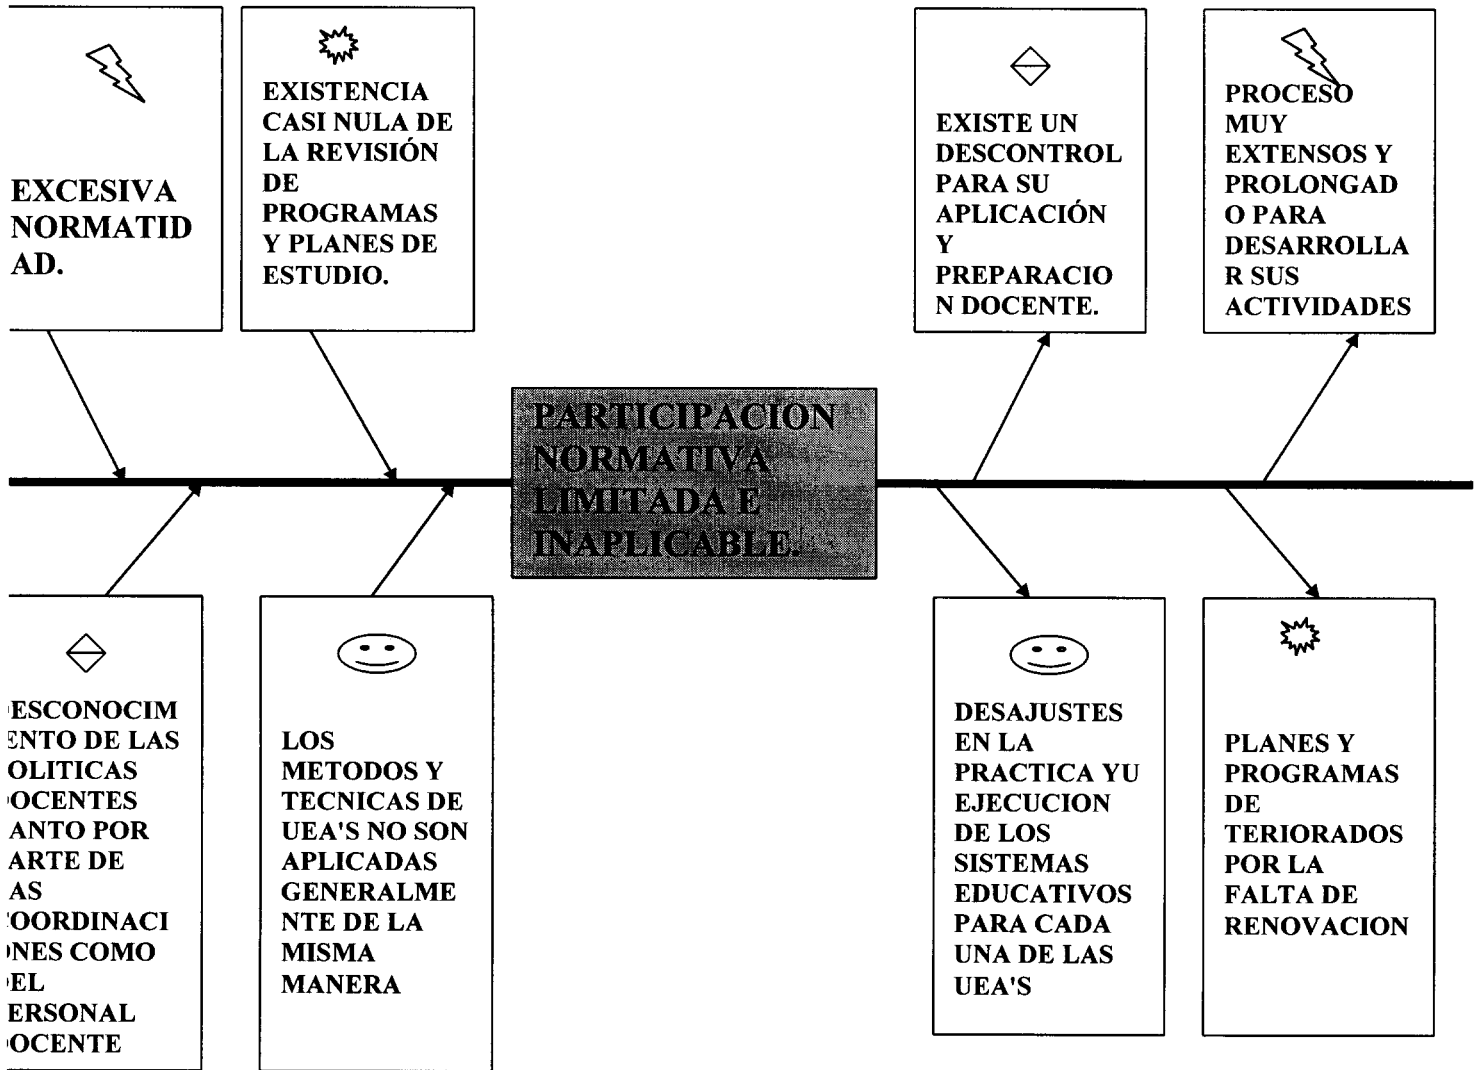 EXCESIVA
NORMATID
AD.
EXISTENCIA
CASI NULA DE
LA REVISIÓN
DE
PROGRAMAS
Y PLANES DE
ESTUDIO.
EXISTE UN
DESCONTROL
PARA SU
APLICACIÓN
Y
PREPARACIO
N DOCENTE.
PROCESO
MUY
EXTENSOS Y
PROLONGAD
O PARA
DESARROLLA
R SUS
ACTIVIDADES
PARTICIPACION
NORMATIVA
LIMITADA E
INAPLICABLE.
ESCONOCIM
ENTO DE LAS
OLITICAS
OCENTES
ANTO POR
ARTE DE
AS
OORDINACI
NES COMO
EL
ERSONAL
OCENTE
LOS
METODOS Y
TECNICAS DE
UEA'S NO SON
APLICADAS
GENERALME
NTE DE LA
MISMA
MANERA
DESAJUSTES
EN LA
PRACTICA YU
EJECUCION
DE LOS
SISTEMAS
EDUCATIVOS
PARA CADA
UNA DE LAS
UEA'S
PLANES Y
PROGRAMAS
DE
TERIORADOS
POR LA
FALTA DE
RENOVACION